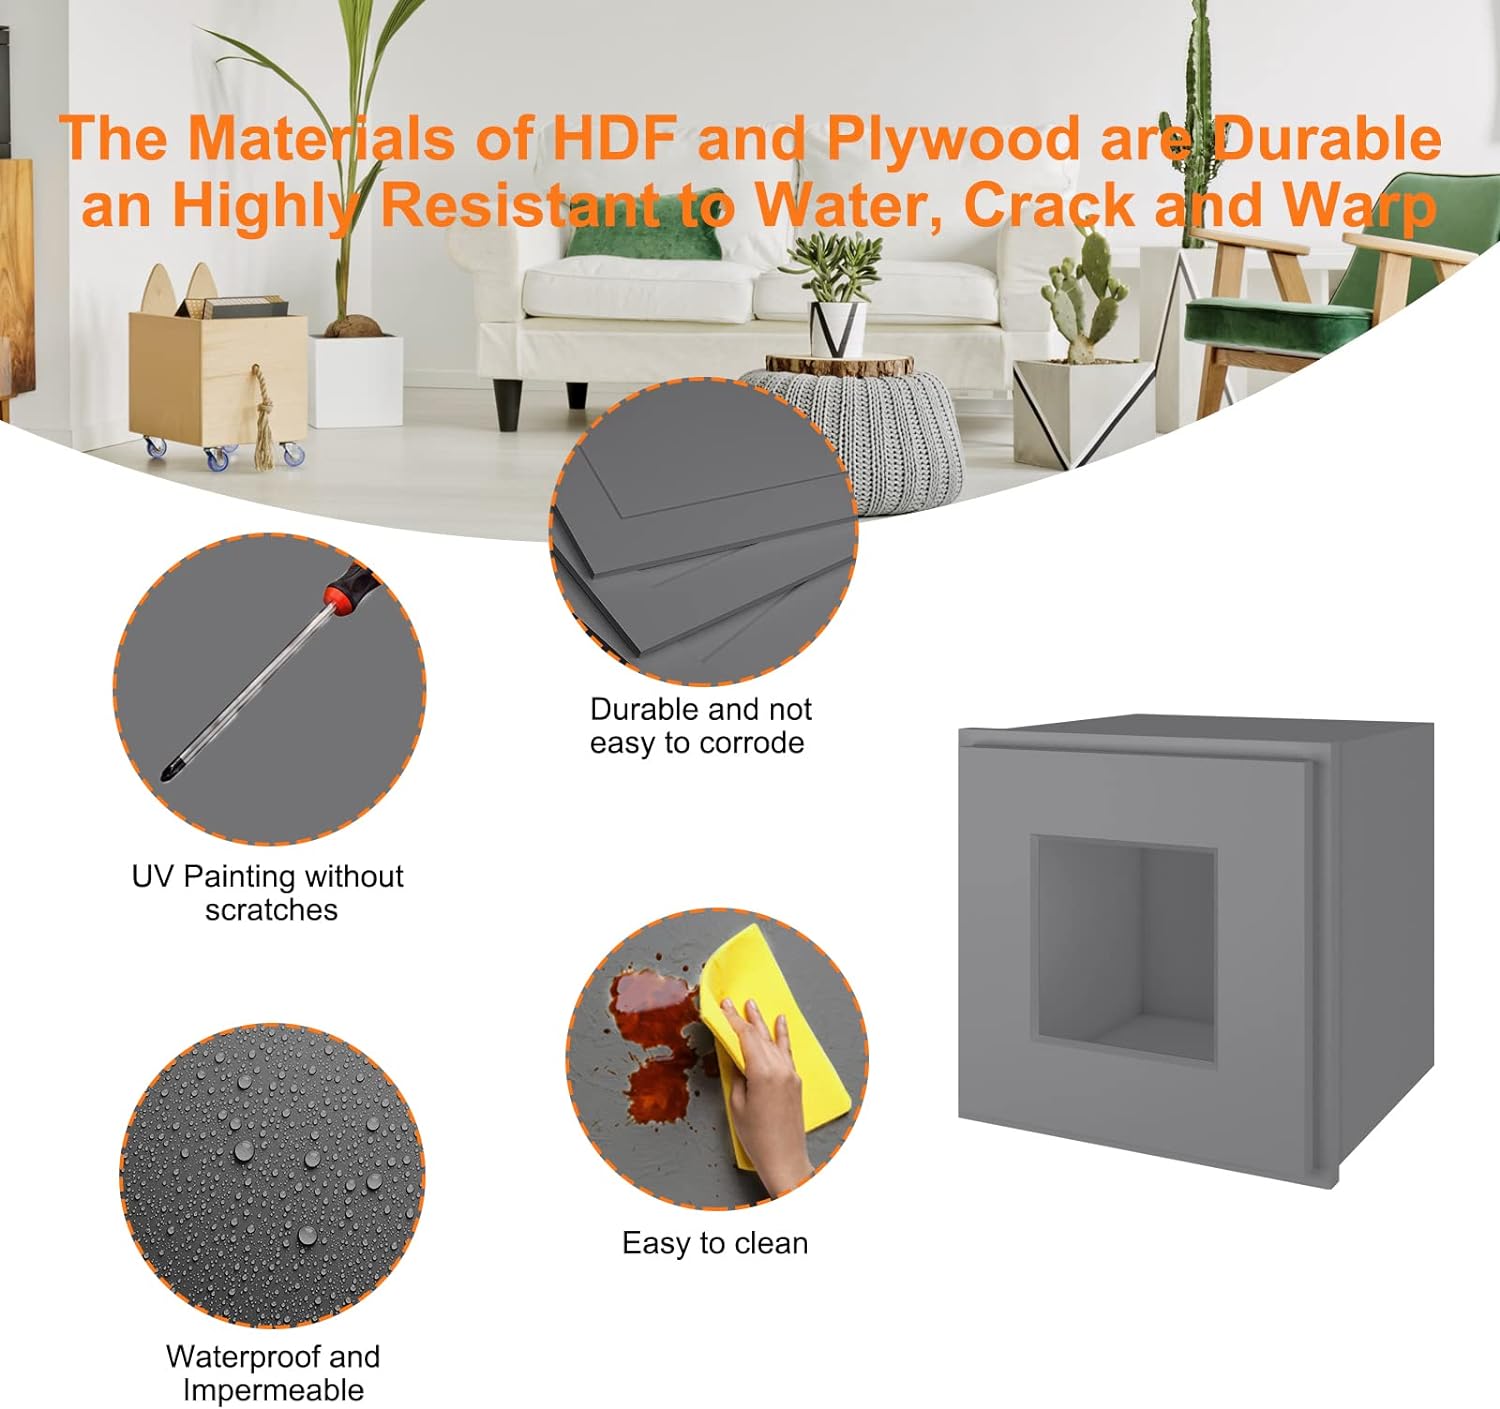 The Materials of HDF and Plywood are Durable
an Highly Resistant to Water, Crack and Warp
Durable and not
easy to corrode
UV Painting without
scratches
Easy to clean
Waterproof and
Impermeable